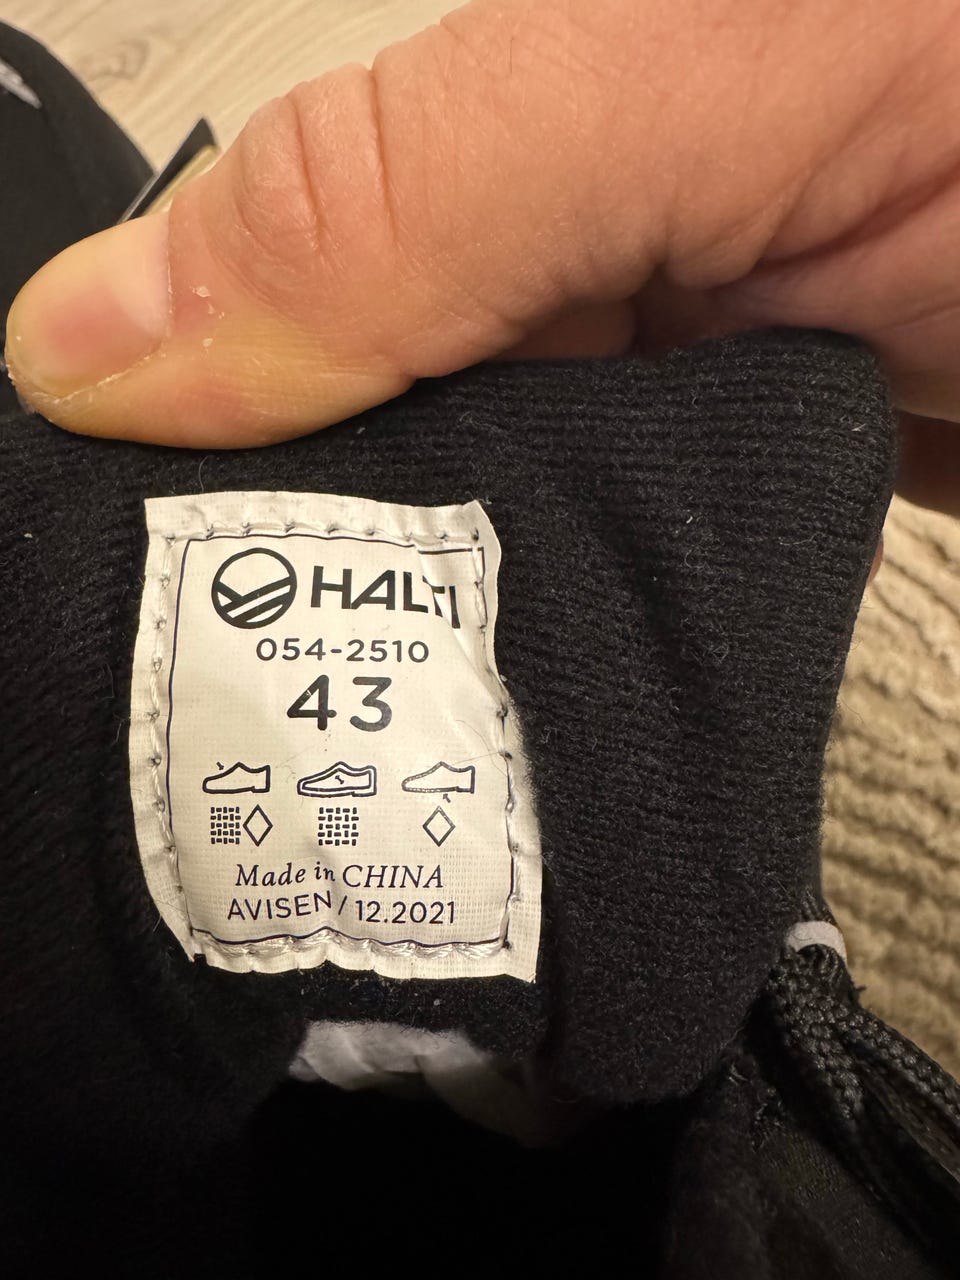 HALTI
054-2510
43
Made in CHINA
AVISEN / 12.2021